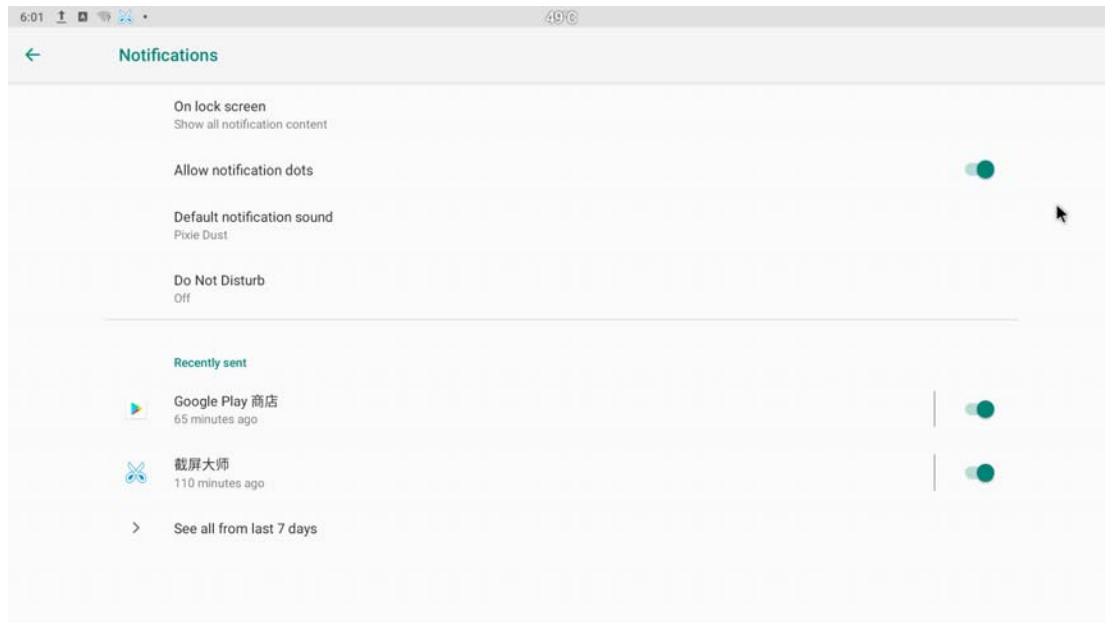 6:01
49°C
Notifications
On lock screen
Show all notification content
Allow notification dots
Default notification sound
Pixie Dust
Do Not Disturb
Off
Recently sent
Google Play 商店
65 minutes ago
截屏大师
110 minutes ago
See all from last 7 days